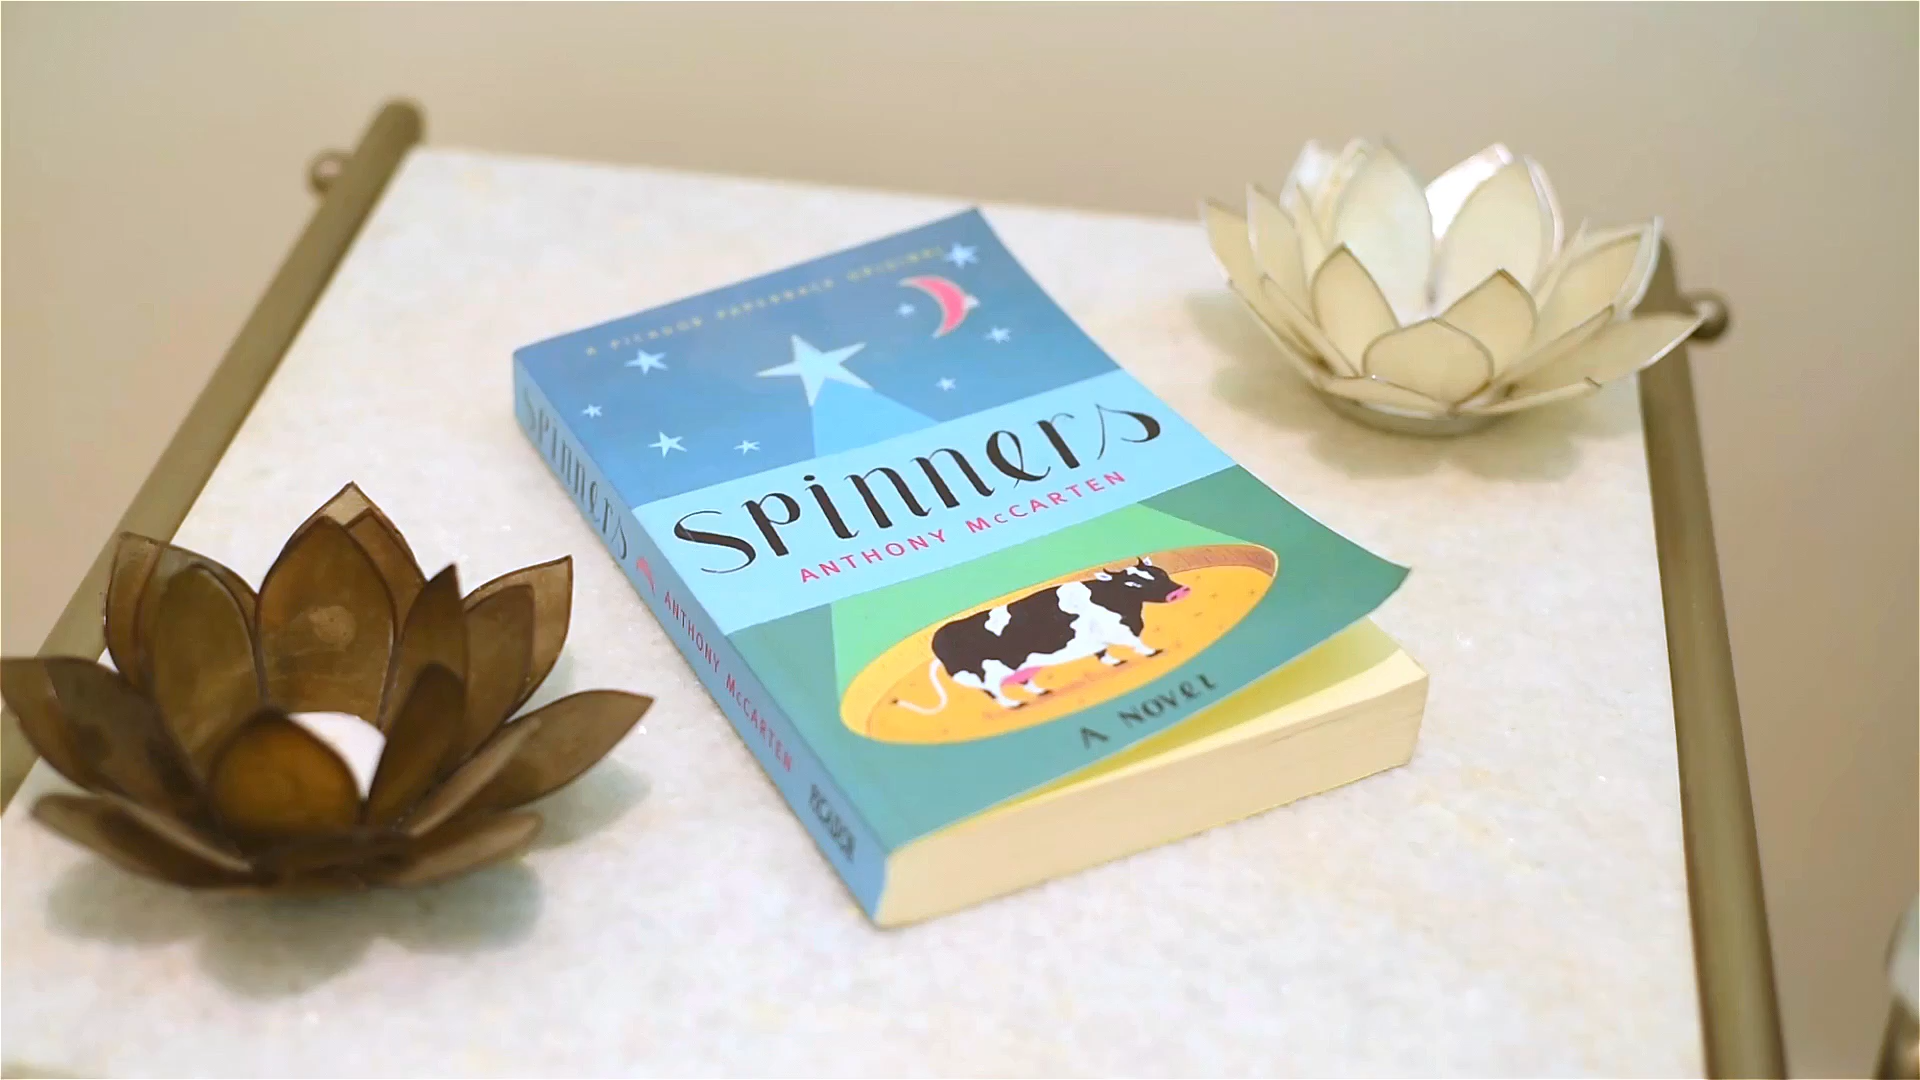 A PICADOR PAPERBACK ORIGINAL
Spinners
ANTHONY McCARTEN
A Novel
Spinners ANTHONY McCARTEN PICADOR